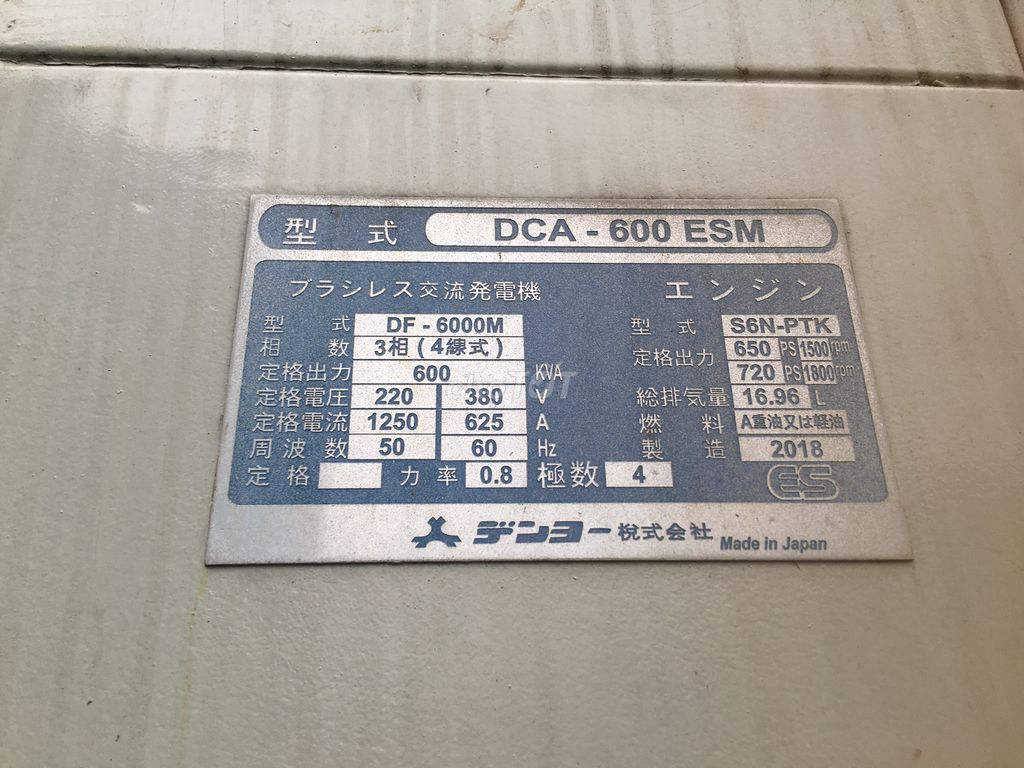 型式 DCA - 600 ESM
ブラシレス交流発電機
型式 DF - 6000M
相数 3相 (4線式)
定格出力 600 KVA
定格電圧 220 380 V
定格電流 1250 625 A
周波数 50 60 Hz
定格 力率 0.8 極数 4
エンジン
型式 S6N-PTK
定格出力 650 PS 1500 rpm
720 PS 1800 rpm
総排気量 16.96 L
燃料 A重油又は軽油
製造 2018
ES
デンヨー 梲式会社 Made in Japan